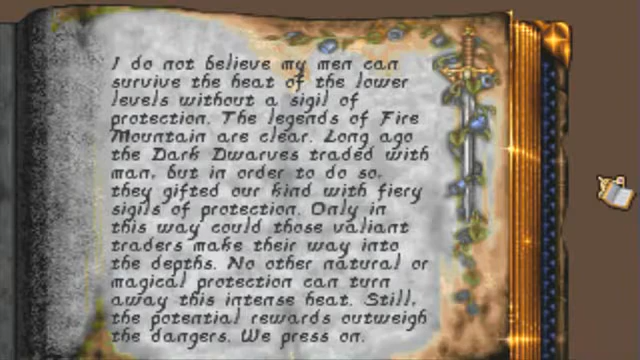 I do not believe my men can
survive the heat of the lower
levels without a sigil of
protection. The legends of Fire
Mountain are clear. Long ago
the Dark Dwarves traded with
man, but in order to do so,
they gifted our kind with fiery
sigils of protection. Only in
this way could those valiant
traders make their way into
the depths. No other natural or
magical protection can turn
away this intense heat. Still,
the potential rewards outweigh
the dangers. We press on.